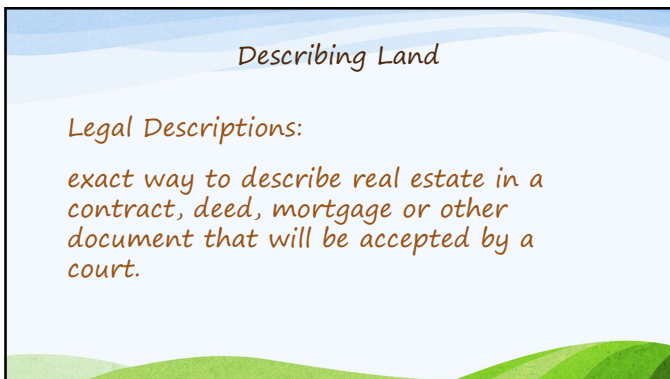 Describing Land
Legal Descriptions:
exact way to describe real estate in a
contract, deed, mortgage or other
document that will be accepted by a
court.